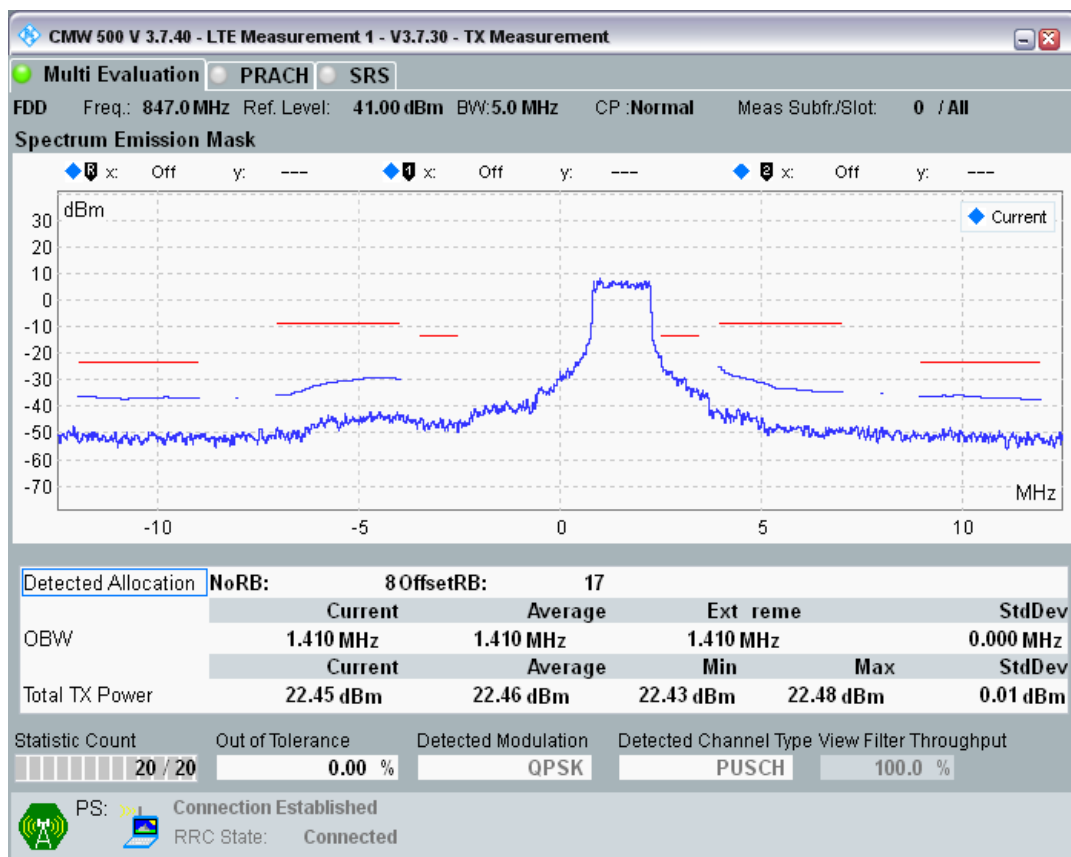 CMW 500 V 3.7.40 - LTE Measurement 1 - V3.7.30 - TX Measurement
Multi Evaluation PRACH SRS
FDD Freq.: 847.0 MHz Ref. Level: 41.00 dBm BW:5.0 MHz CP :Normal Meas Subfr./Slot: 0 / All
Spectrum Emission Mask
R x: Off y: --- 1 x: Off y: --- 2 x: Off y: ---
dBm
Current
30
20
10
0
-10
-20
-30
-40
-50
-60
-70
MHz
-10 -5 0 5 10
Detected Allocation NoRB: 8 OffsetRB: 17
Current Average Ext reme StdDev
OBW 1.410 MHz 1.410 MHz 1.410 MHz 0.000 MHz
Current Average Min Max StdDev
Total TX Power 22.45 dBm 22.46 dBm 22.43 dBm 22.48 dBm 0.01 dBm
Statistic Count Out of Tolerance Detected Modulation Detected Channel Type View Filter Throughput
20 / 20 0.00 % QPSK PUSCH 100.0 %
PS: Connection Established
RRC State: Connected